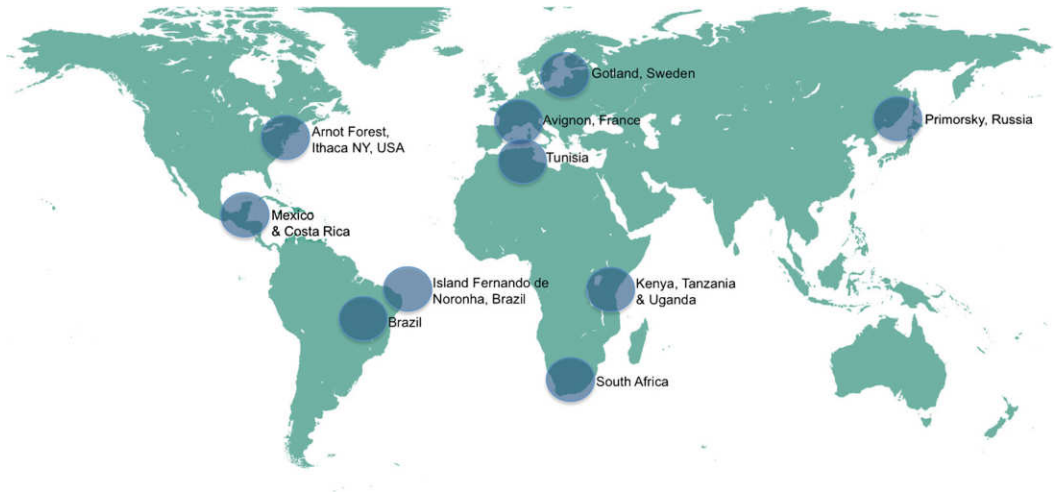 Gotland, Sweden
Avignon, France
Primorsky, Russia
Arnot Forest,
Ithaca NY, USA
Tunisia
Mexico
& Costa Rica
Island Fernando de
Noronha, Brazil
Kenya, Tanzania
& Uganda
Brazil
South Africa